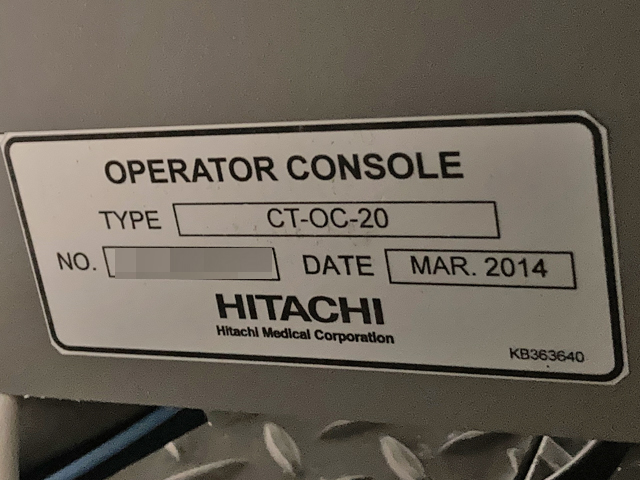 OPERATOR CONSOLE
TYPE CT-OC-20
NO. DATE MAR. 2014
HITACHI
Hitachi Medical Corporation
KB363640